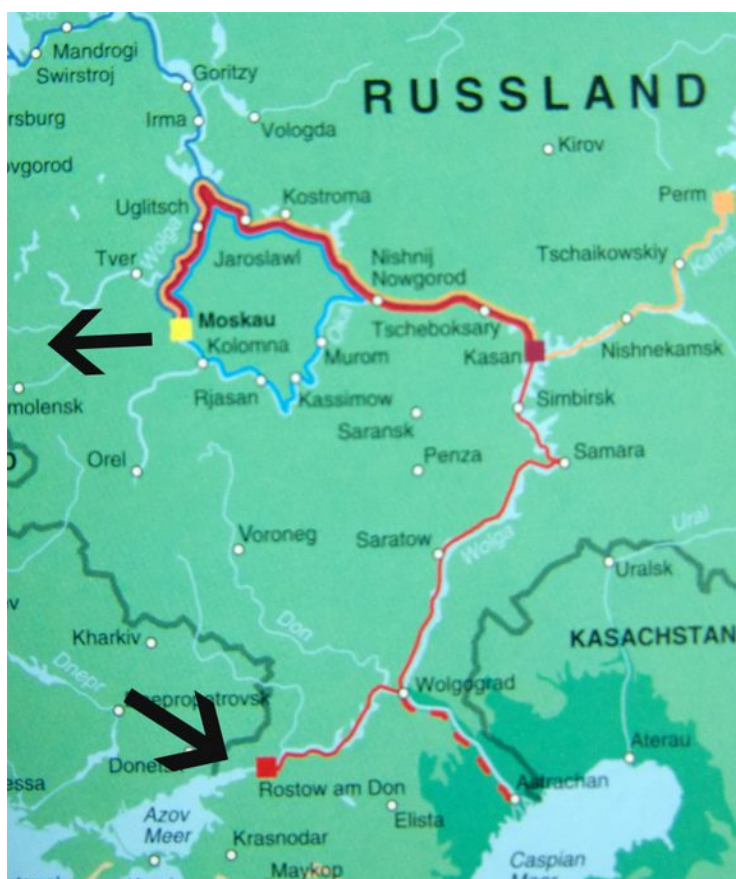 Mandrogi
Swirstroj
Goritzy
RUSSLAND
rsburg
Irma
Vologda
Kirov
ovgorod
Uglitsch
Kostroma
Perm
Wolga
Tver
Jaroslawl
Nishnij
Nowgorod
Tschaikowskiy
Kama
Moskau
Oka
Tscheboksary
Kolomna
Murom
Kasan
Nishnekamsk
molensk
Rjasan
Kassimow
Simbirsk
Saransk
Orel
Penza
Samara
Voroneg
Saratow
Wolga
Ural
Uralsk
Don
Kharkiv
KASACHSTAN
Dnepr
Wolgograd
Dnepropetrovsk
Donetsk
Aterau
essa
Rostow am Don
Astrachan
Azov
Meer
Elista
Krasnodar
Caspian
Maykop